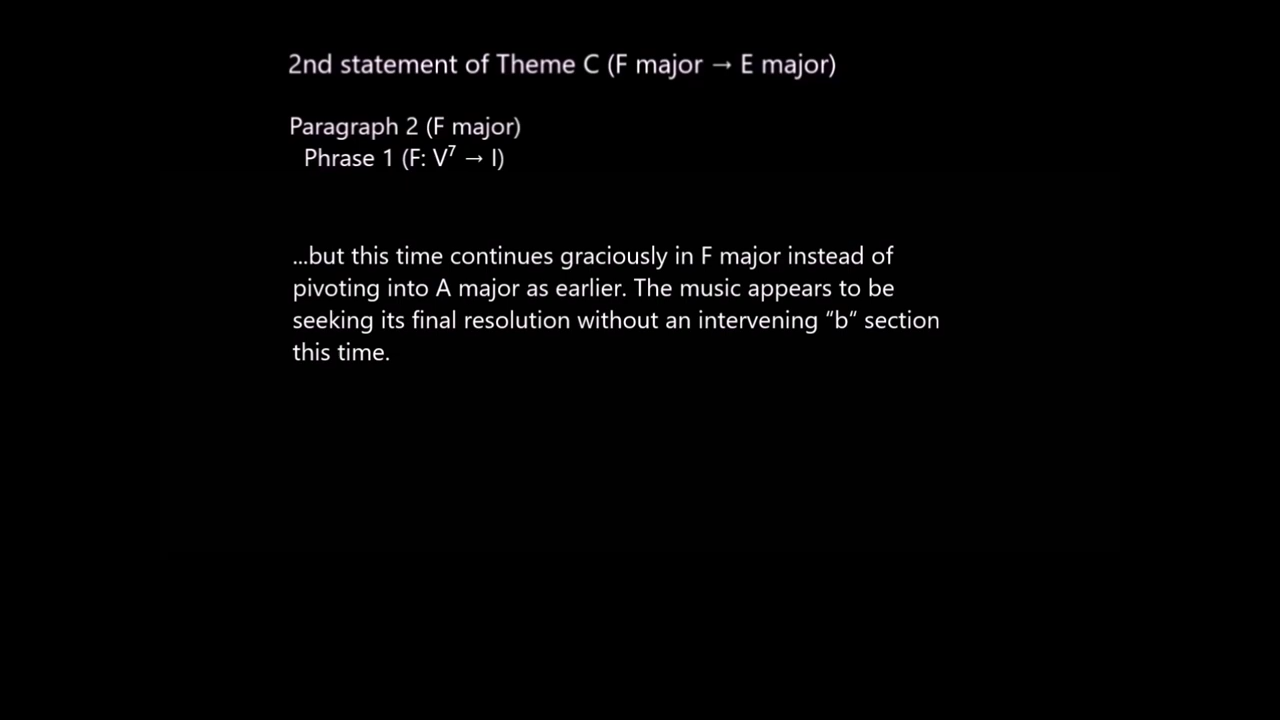 2nd statement of Theme C (F major → E major)
Paragraph 2 (F major)
Phrase 1 (F: V⁷ → I)
...but this time continues graciously in F major instead of
pivoting into A major as earlier. The music appears to be
seeking its final resolution without an intervening “b“ section
this time.